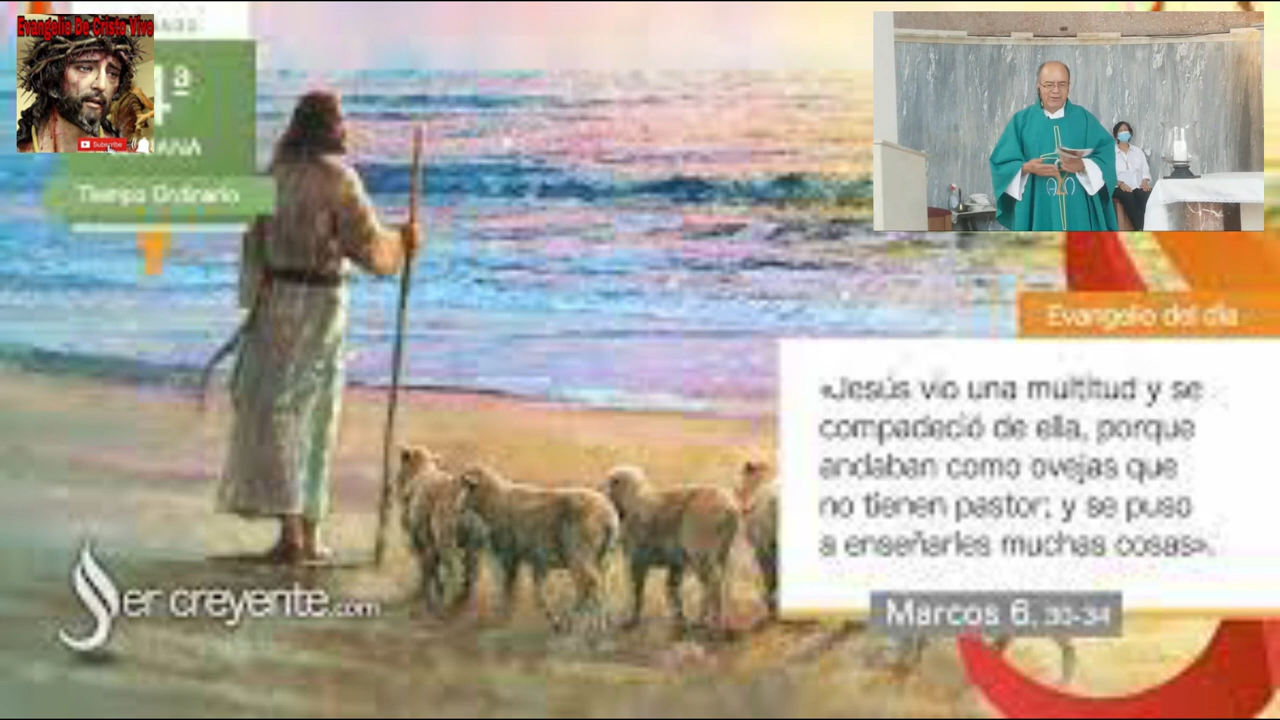 Evangelio De Cristo Vivo
4ª
Subscribe
Tiempo Ordinario
Evangelio del día
«Jesús vio una multitud y se
compadeció de ella, porque
andaban como ovejas que
no tienen pastor; y se puso
a enseñarles muchas cosas».
Marcos 6, 30-34
Ser creyente.com